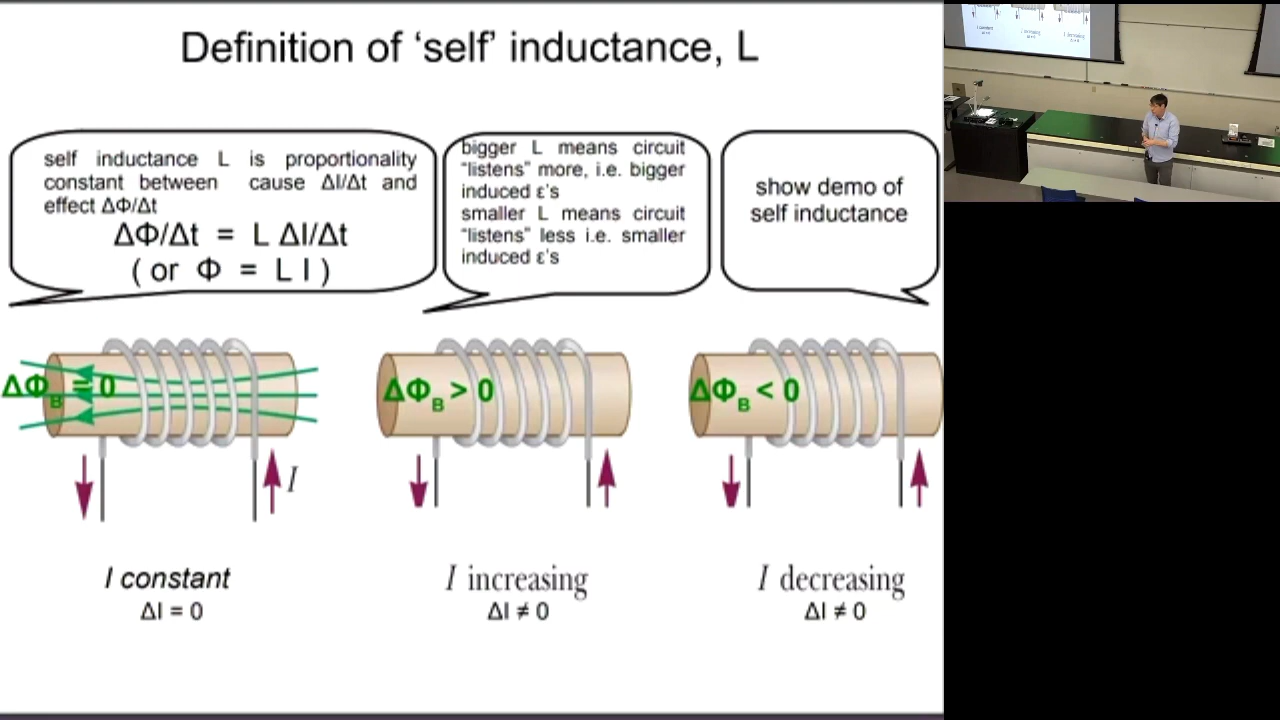 Definition of ‘self’ inductance, L
self inductance L is proportionality
constant between cause ΔI/Δt and
effect ΔΦ/Δt
ΔΦ/Δt = L ΔI/Δt
( or Φ = L I )
bigger L means circuit
“listens” more, i.e. bigger
induced ε’s
smaller L means circuit
“listens” less i.e. smaller
induced ε’s
show demo of
self inductance
ΔΦB = 0
ΔΦB > 0
ΔΦB < 0
I
I constant
ΔI = 0
I increasing
ΔI ≠ 0
I decreasing
ΔI ≠ 0